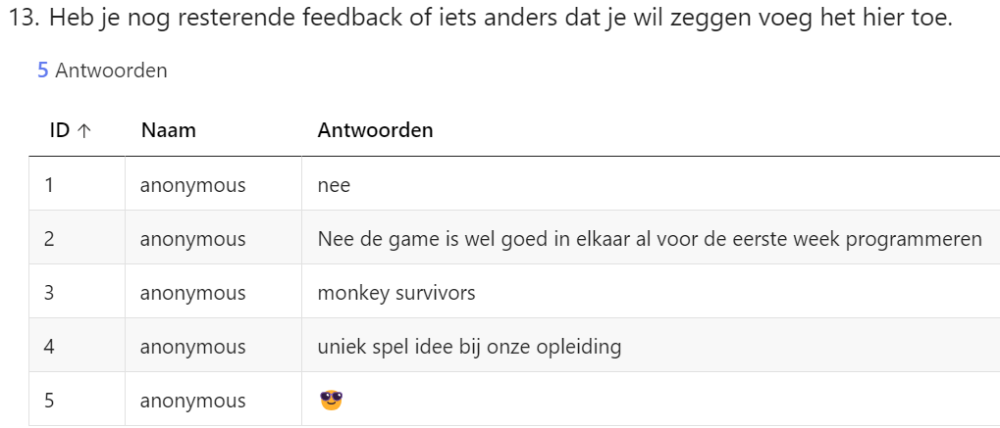 13. Heb je nog resterende feedback of iets anders dat je wil zeggen voeg het hier toe.
5 Antwoorden
ID ↑ Naam Antwoorden
1 anonymous nee
2 anonymous Nee de game is wel goed in elkaar al voor de eerste week programmeren
3 anonymous monkey survivors
4 anonymous uniek spel idee bij onze opleiding
5 anonymous 😎